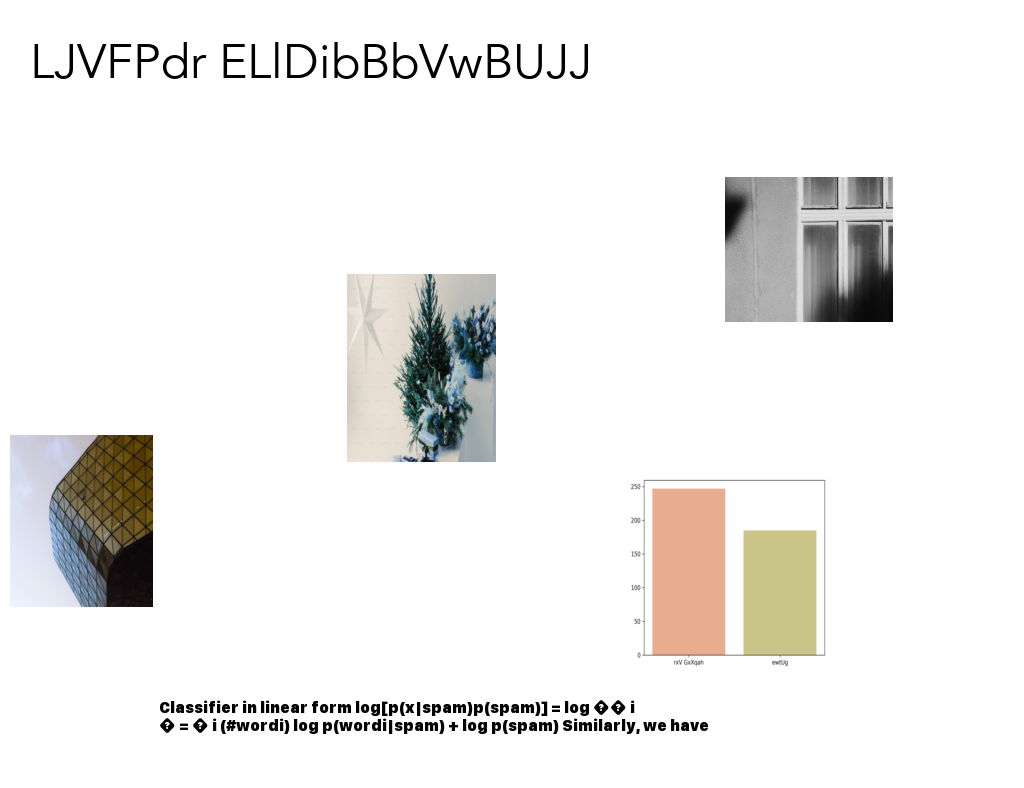 LJVFPdr ELlDibBbVwBUJJ
250
200
150
100
50
0
rxV GxXqah
ewtUg
Classifier in linear form log[p(x|spam)p(spam)] = log �� i
� = � i (#wordi) log p(wordi|spam) + log p(spam) Similarly, we have